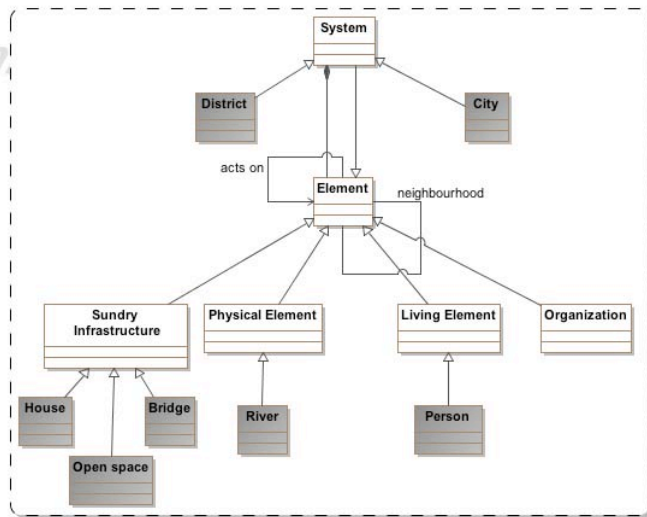 System
District
City
acts on
Element
neighbourhood
Sundry
Infrastructure
Physical Element
Living Element
Organization
House
Bridge
River
Person
Open space